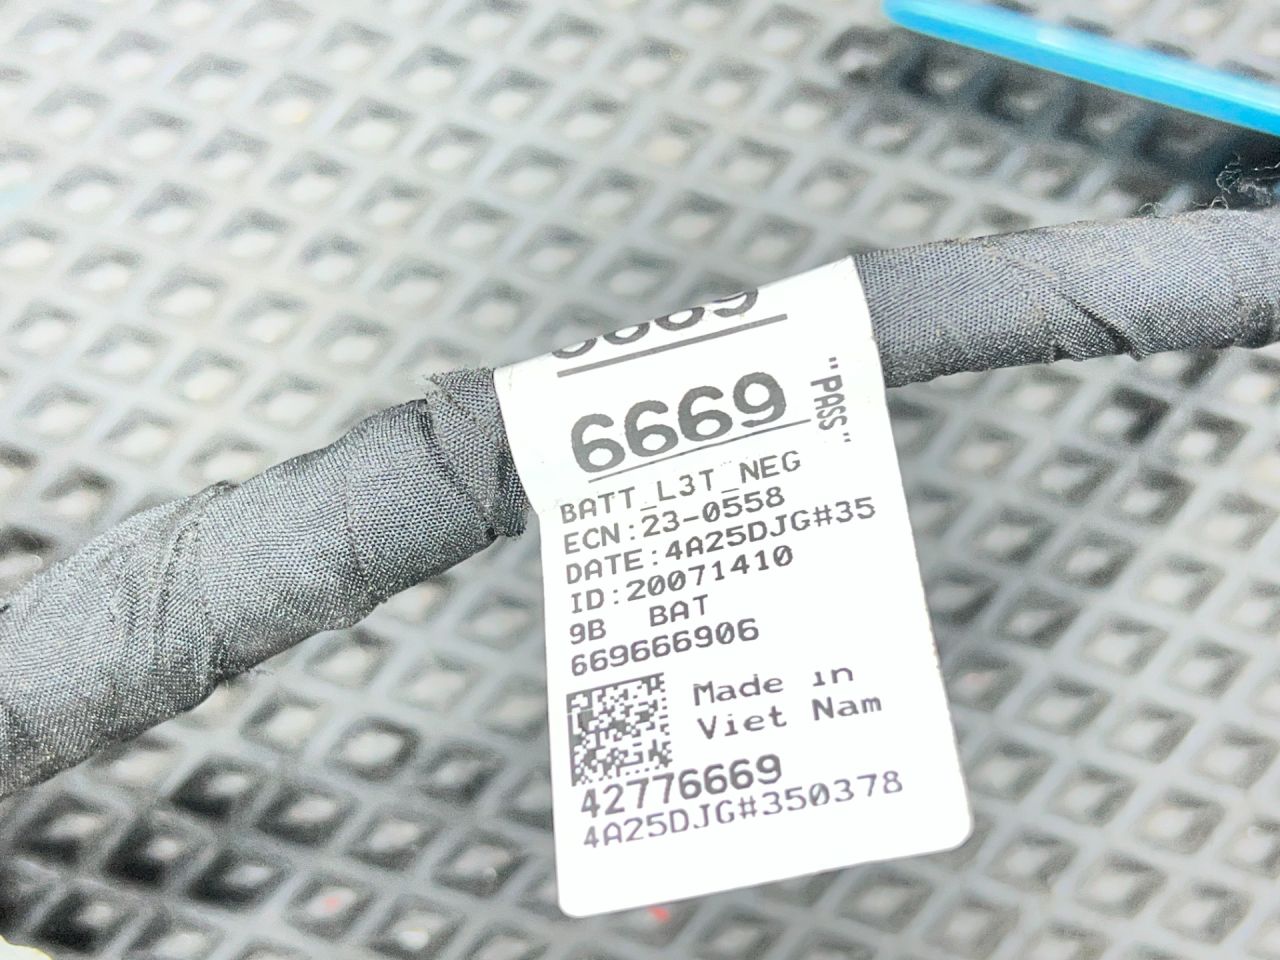 6669
6669
"PASS"
BATT_L3T_NEG
ECN:23-0558
DATE:4A25DJG#35
ID:20071410
9B BAT
669666906
Made in
Viet Nam
42776669
4A25DJG#350378